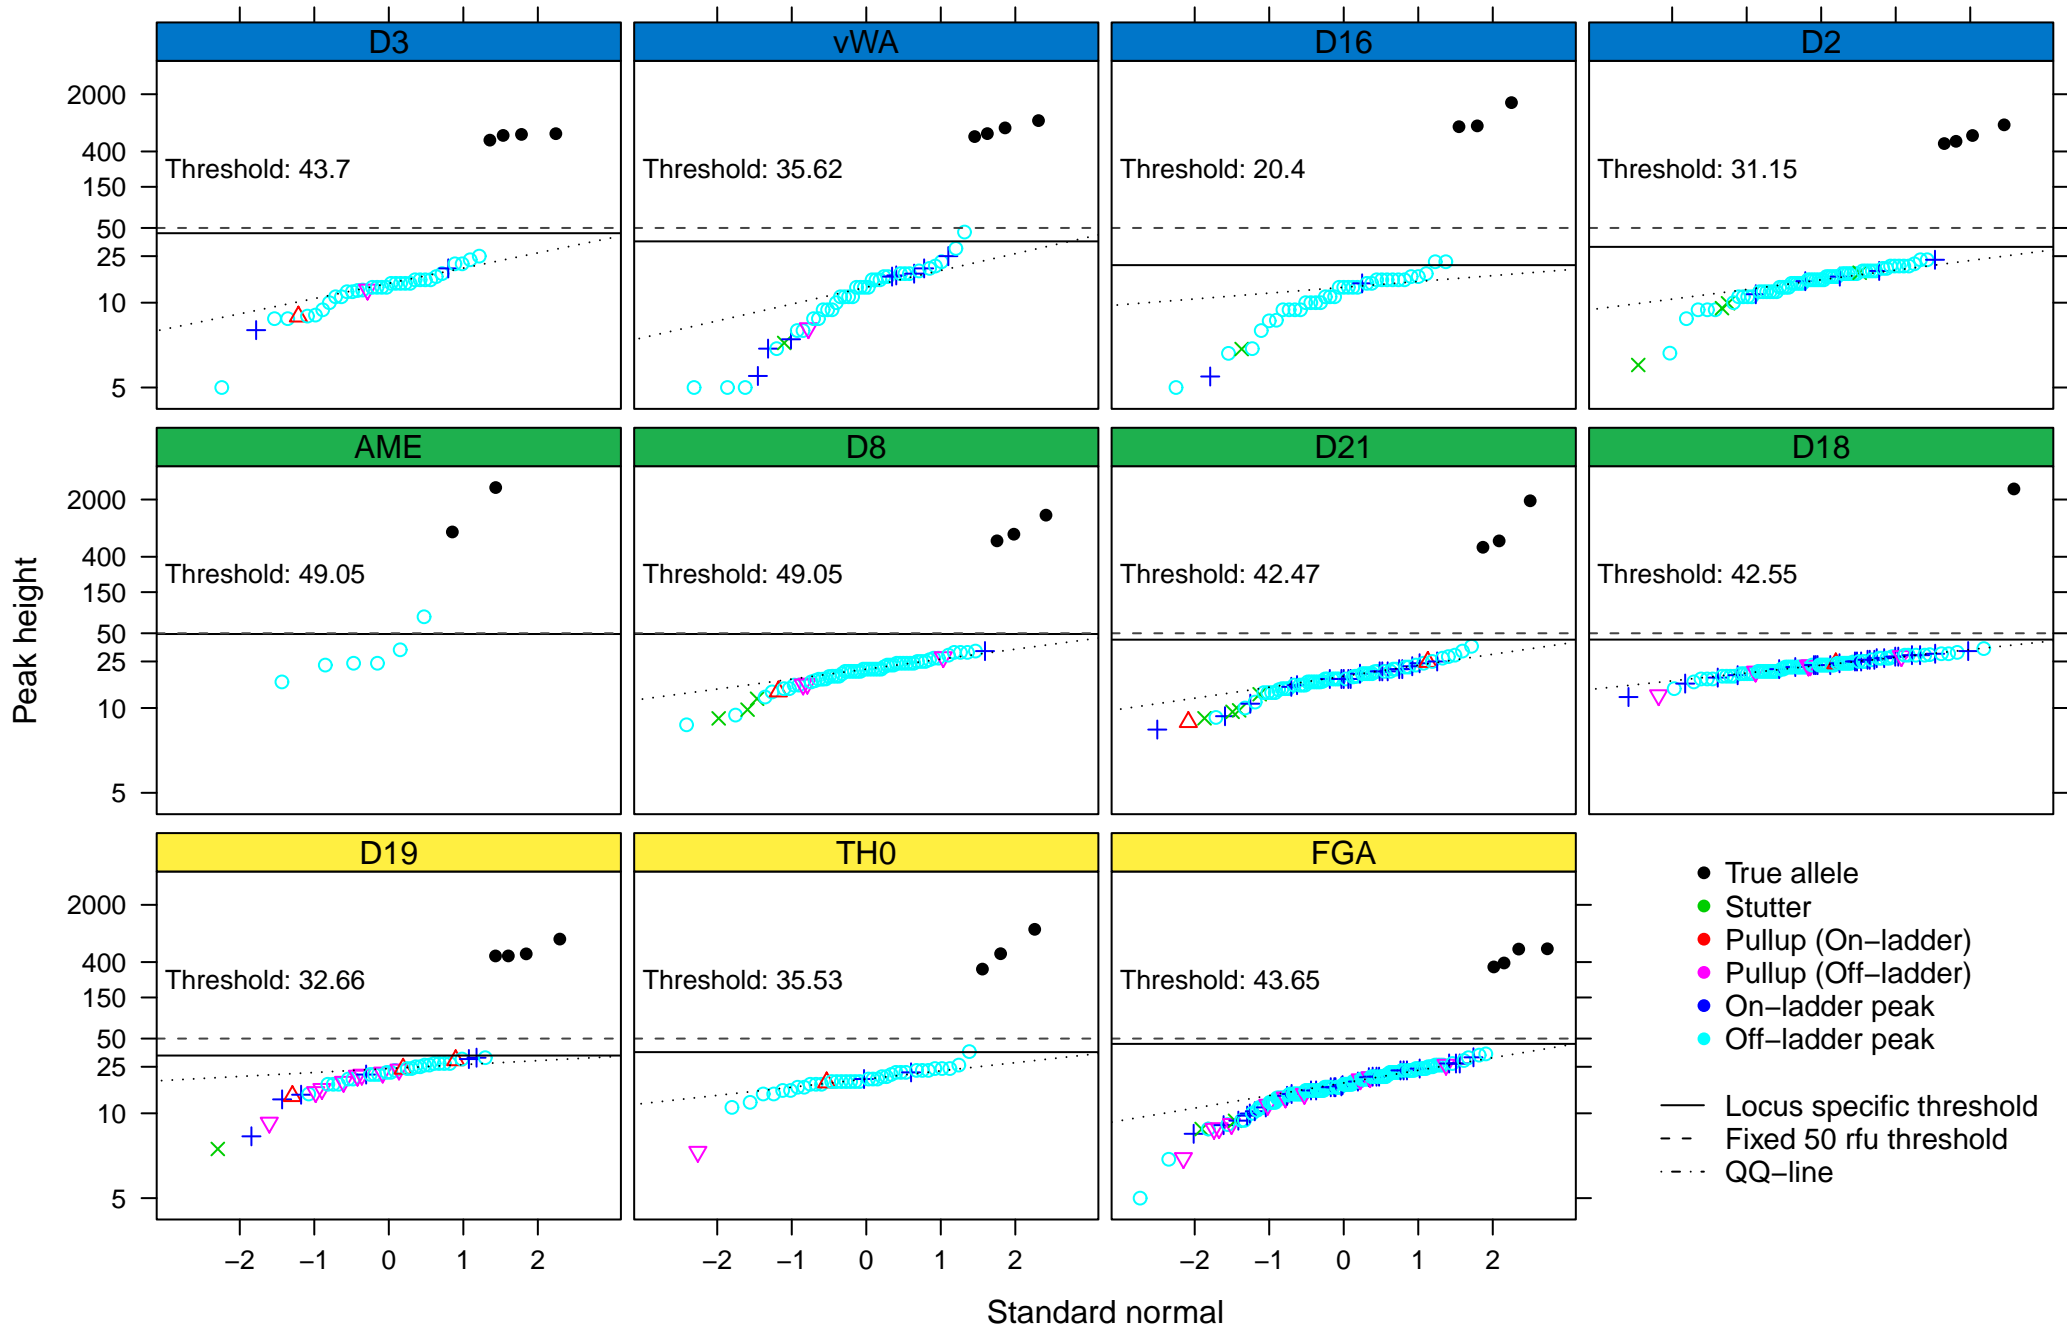 D3
vWA
D16
D2
2000
400
150
50
25
10
5
Threshold: 43.7
Threshold: 35.62
Threshold: 20.4
Threshold: 31.15
AME
D8
D21
D18
2000
400
150
50
25
10
5
Threshold: 49.05
Threshold: 49.05
Threshold: 42.47
Threshold: 42.55
Peak height
D19
TH0
FGA
2000
400
150
50
25
10
5
Threshold: 32.66
Threshold: 35.53
Threshold: 43.65
True allele
Stutter
Pullup (On−ladder)
Pullup (Off−ladder)
On−ladder peak
Off−ladder peak
Locus specific threshold
Fixed 50 rfu threshold
QQ−line
−2 −1 0 1 2
−2 −1 0 1 2
−2 −1 0 1 2
Standard normal